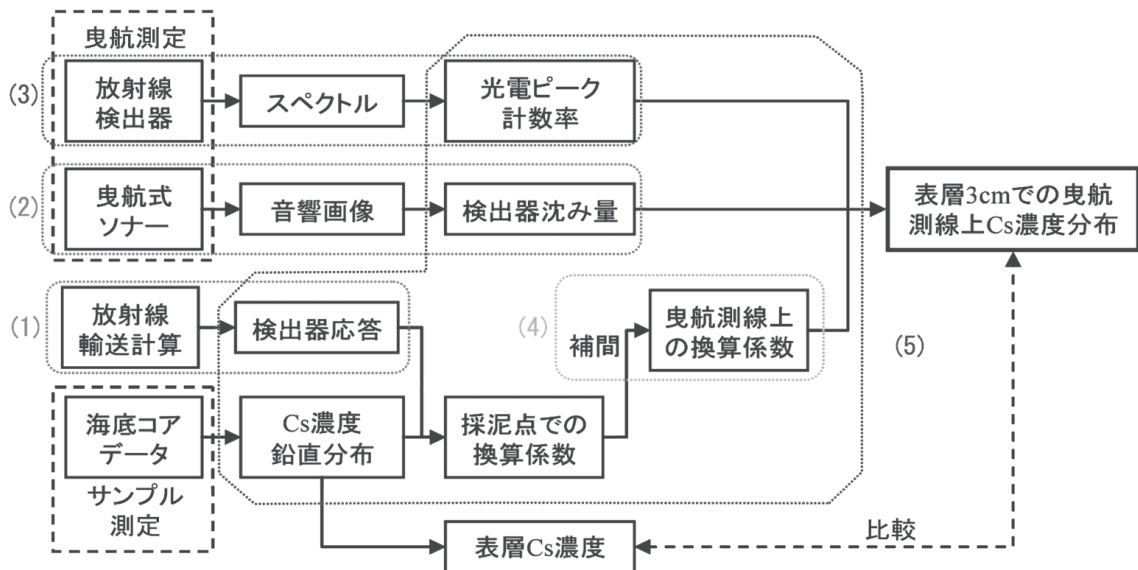 曳航測定
(3)
放射線
検出器
スペクトル
光電ピーク
計数率
(2)
曳航式
ソナー
音響画像
検出器沈み量
表層3cmでの曳航
測線上Cs濃度分布
(1)
放射線
輸送計算
検出器応答
(4)
補間
曳航測線上
の換算係数
(5)
海底コア
データ
Cs濃度
鉛直分布
採泥点での
換算係数
サンプル
測定
表層Cs濃度
比較